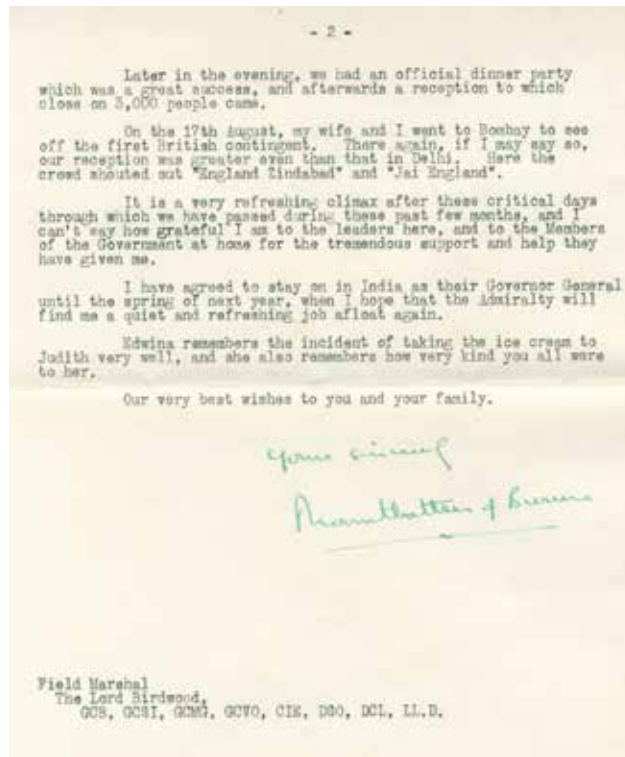 - 2 -
Later in the evening, we had an official dinner party
which was a great success, and afterwards a reception to which
close on 3,000 people came.
On the 17th August, my wife and I went to Bombay to see
off the first British contingent. There again, if I may say so,
our reception was greater even than that in Delhi. Here the
crowd shouted out "England Zindabad" and "Jai England".
It is a very refreshing climax after these critical days
through which we have passed during these past few months, and I
can't say how grateful I am to the leaders here, and to the Members
of the Government at home for the tremendous support and help they
have given me.
I have agreed to stay on in India as their Governor General
until the spring of next year, when I hope that the Admiralty will
find me a quiet and refreshing job afloat again.
Edwina remembers the incident of taking the ice cream to
Judith very well, and she also remembers how very kind you all were
to her.
Our very best wishes to you and your family.
Yours sincerely
Mountbatten of Burma
Field Marshal
The Lord Birdwood,
GCB, GCSI, GCMG, GCVO, CIE, DSO, DCL, LL.D.